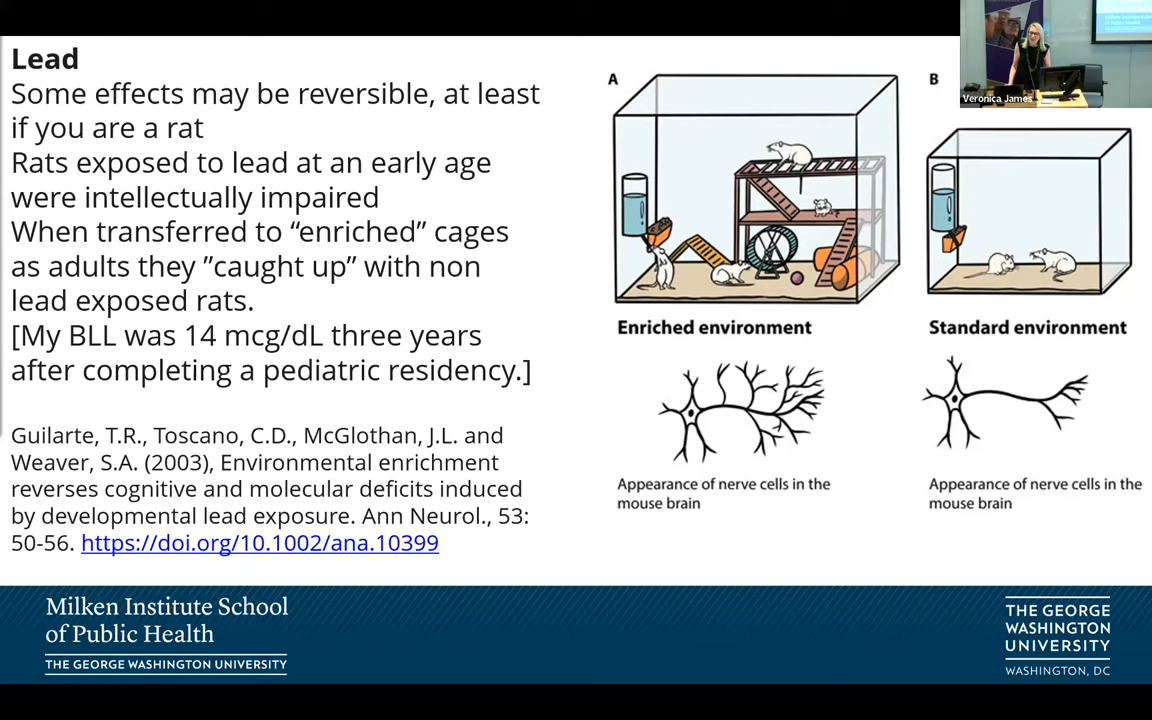 Lead
Some effects may be reversible, at least
if you are a rat
Rats exposed to lead at an early age
were intellectually impaired
When transferred to “enriched” cages
as adults they ”caught up” with non
lead exposed rats.
[My BLL was 14 mcg/dL three years
after completing a pediatric residency.]
Guilarte, T.R., Toscano, C.D., McGlothan, J.L. and
Weaver, S.A. (2003), Environmental enrichment
reverses cognitive and molecular deficits induced
by developmental lead exposure. Ann Neurol., 53:
50-56. https://doi.org/10.1002/ana.10399
A
Enriched environment
Appearance of nerve cells in the
mouse brain
B
Standard environment
Appearance of nerve cells in the
mouse brain
Veronica James
Milken Institute School
of Public Health
THE GEORGE WASHINGTON UNIVERSITY
THE GEORGE
WASHINGTON
UNIVERSITY
WASHINGTON, DC